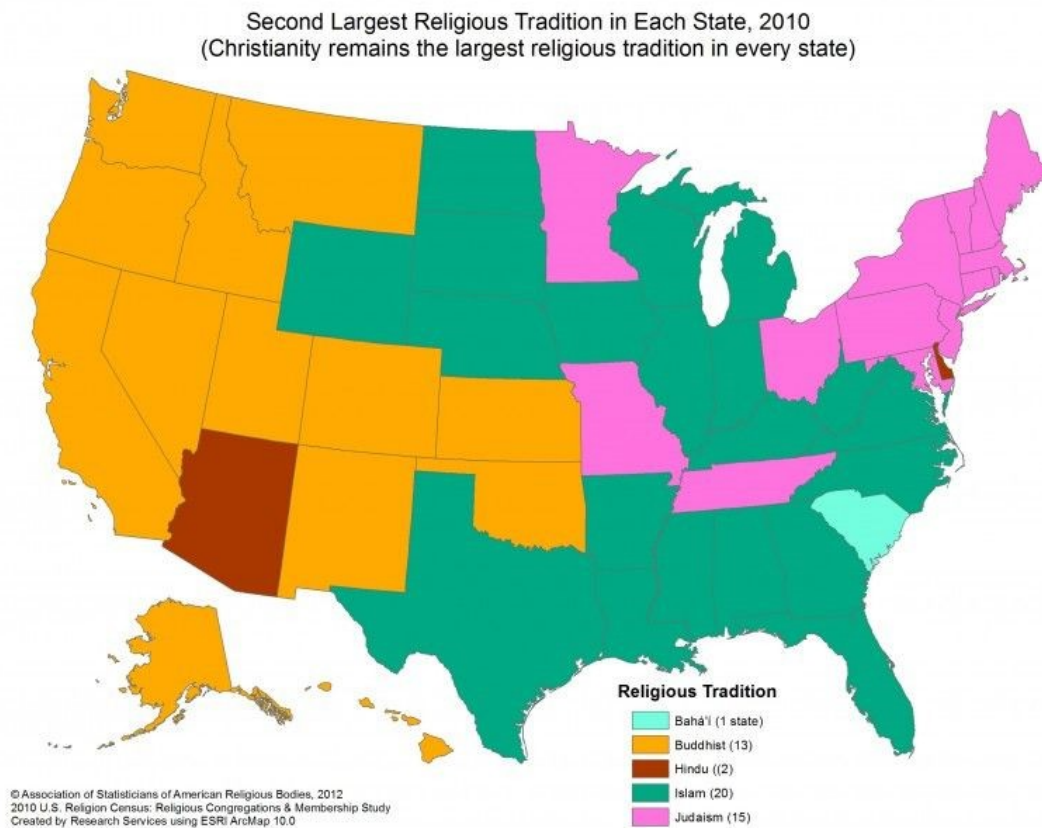 Second Largest Religious Tradition in Each State, 2010
(Christianity remains the largest religious tradition in every state)
Religious Tradition
Bahá'í (1 state)
Buddhist (13)
Hindu ((2)
Islam (20)
Judaism (15)
© Association of Statisticians of American Religious Bodies, 2012
2010 U.S. Religion Census: Religious Congregations & Membership Study
Created by Research Services using ESRI ArcMap 10.0